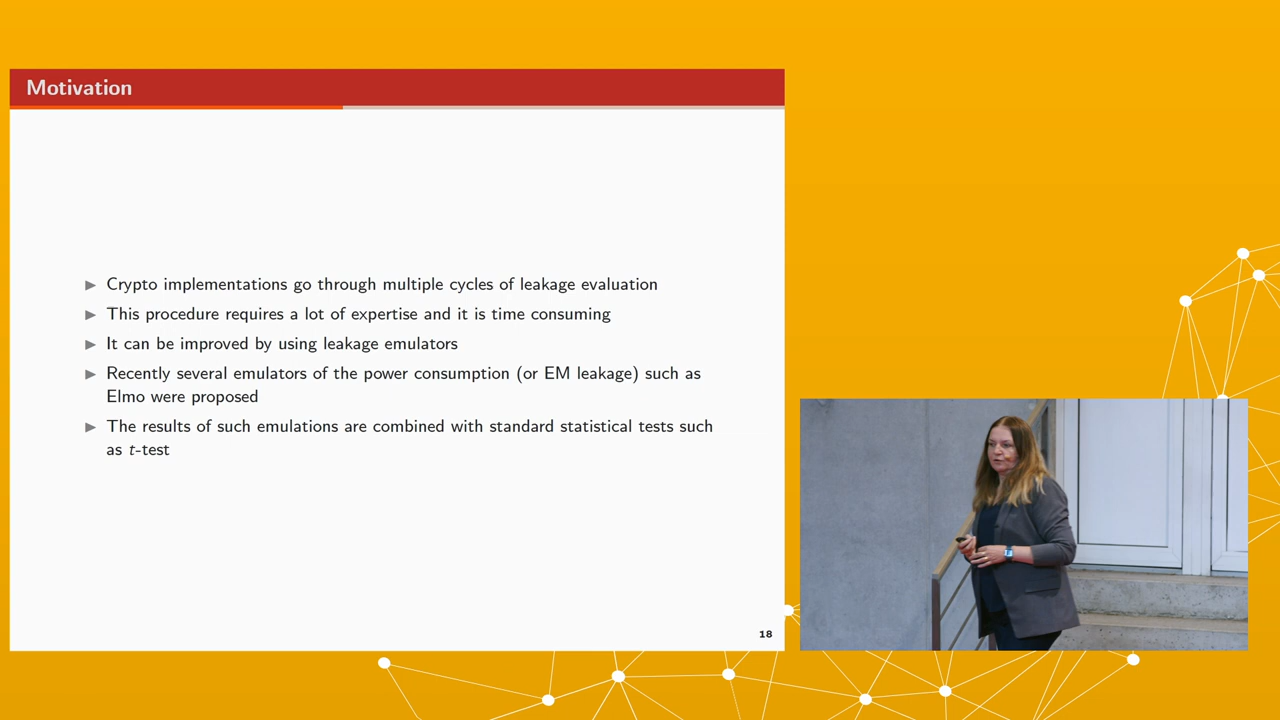 Motivation
▶ Crypto implementations go through multiple cycles of leakage evaluation
▶ This procedure requires a lot of expertise and it is time consuming
▶ It can be improved by using leakage emulators
▶ Recently several emulators of the power consumption (or EM leakage) such as
Elmo were proposed
▶ The results of such emulations are combined with standard statistical tests such
as t-test
18